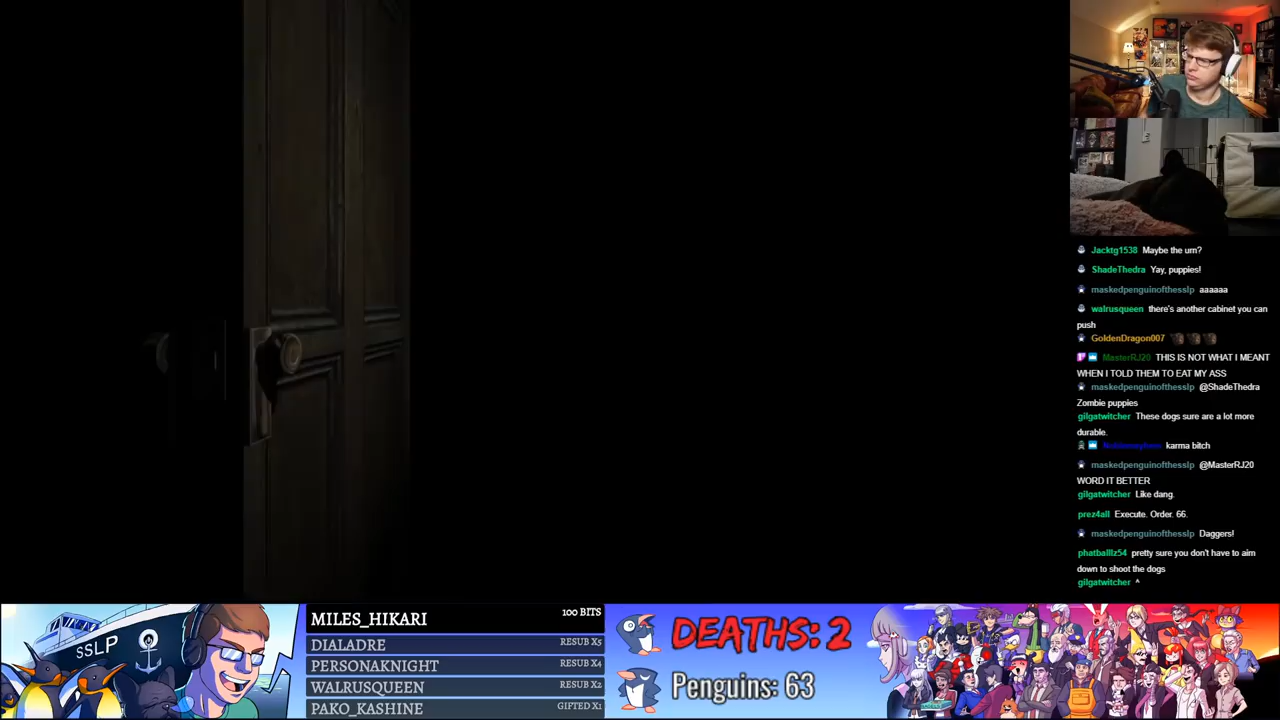 Jacktg1538 Maybe the urn?
ShadeThedra Yay, puppies!
maskedpenguinofthesslp aaaaaa
walrusqueen there's another cabinet you can
push
GoldenDragon007
MasterRJ20 THIS IS NOT WHAT I MEANT
WHEN I TOLD THEM TO EAT MY ASS
maskedpenguinofthesslp @ShadeThedra
Zombie puppies
gilgatwitcher These dogs sure are a lot more
durable.
karma bitch
maskedpenguinofthesslp @MasterRJ20
WORD IT BETTER
gilgatwitcher Like dang.
prez4all Execute. Order. 66.
maskedpenguinofthesslp Daggers!
phatballlz54 pretty sure you don't have to aim
down to shoot the dogs
gilgatwitcher ^
SSLP
MILES_HIKARI 100 BITS
DIALADRE RESUB X5
PERSONAKNIGHT RESUB X4
WALRUSQUEEN RESUB X2
PAKO_KASHINE GIFTED X1
DEATHS: 2
Penguins: 63